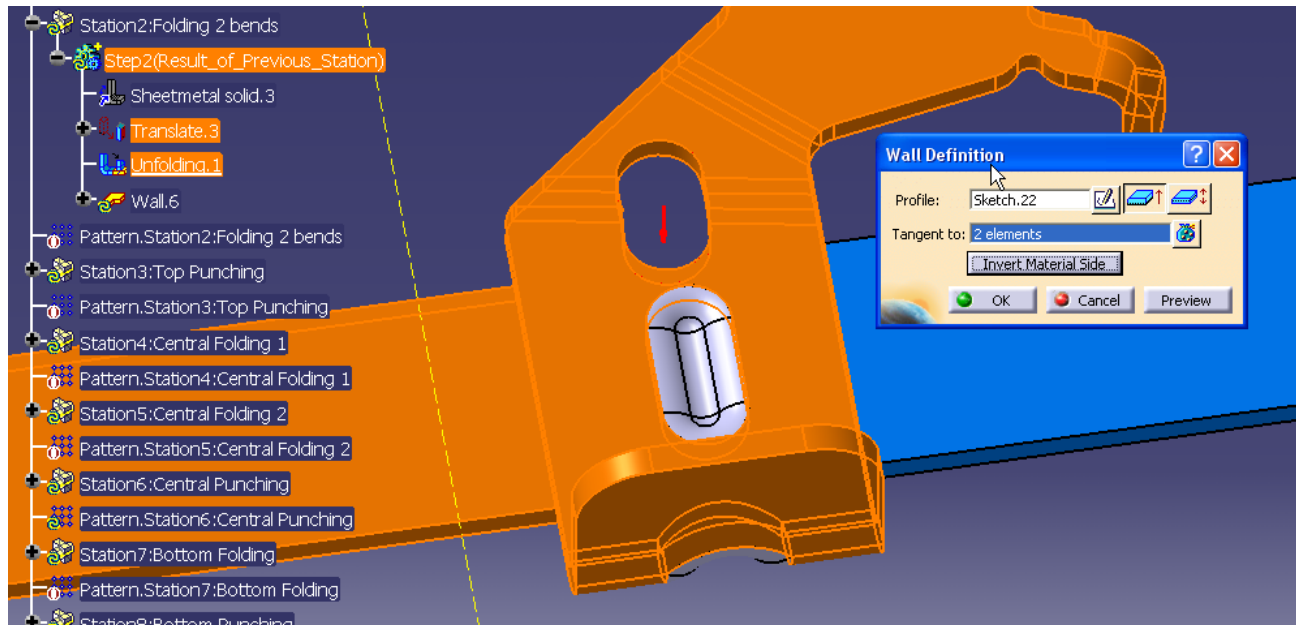 Station2:Folding 2 bends
Step2(Result_of_Previous_Station)
Sheetmetal solid.3
Translate.3
Unfolding.1
Wall.6
Pattern.Station2:Folding 2 bends
Station3:Top Punching
Pattern.Station3:Top Punching
Station4:Central Folding 1
Pattern.Station4:Central Folding 1
Station5:Central Folding 2
Pattern.Station5:Central Folding 2
Station6:Central Punching
Pattern.Station6:Central Punching
Station7:Bottom Folding
Pattern.Station7:Bottom Folding
Station8:Bottom Punching
Wall Definition
Profile: Sketch.22
Tangent to: 2 elements
Invert Material Side
OK Cancel Preview